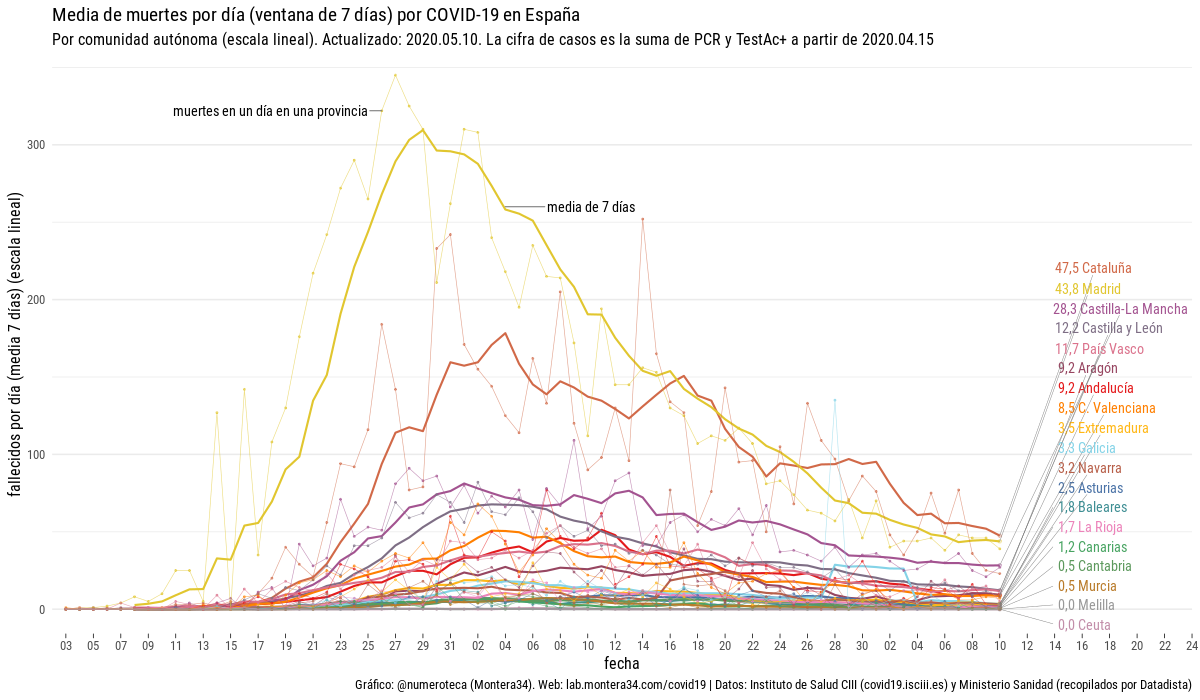 Media de muertes por día (ventana de 7 días) por COVID-19 en España
Por comunidad autónoma (escala lineal). Actualizado: 2020.05.10. La cifra de casos es la suma de PCR y TestAc+ a partir de 2020.04.15
fallecidos por día (media 7 días) (escala lineal)
300
200
100
0
muertes en un día en una provincia
media de 7 días
47,5 Cataluña
43,8 Madrid
28,3 Castilla-La Mancha
12,2 Castilla y León
11,7 País Vasco
9,2 Aragón
9,2 Andalucía
8,5 C. Valenciana
3,5 Extremadura
3,3 Galicia
3,2 Navarra
2,5 Asturias
1,8 Baleares
1,7 La Rioja
1,2 Canarias
0,5 Cantabria
0,5 Murcia
0,0 Melilla
0,0 Ceuta
03 05 07 09 11 13 15 17 19 21 23 25 27 29 31 02 04 06 08 10 12 14 16 18 20 22 24 26 28 30 02 04 06 08 10 12 14 16 18 20 22 24
fecha
Gráfico: @numeroteca (Montera34). Web: lab.montera34.com/covid19 | Datos: Instituto de Salud CIII (covid19.isciii.es) y Ministerio Sanidad (recopilados por Datadista)